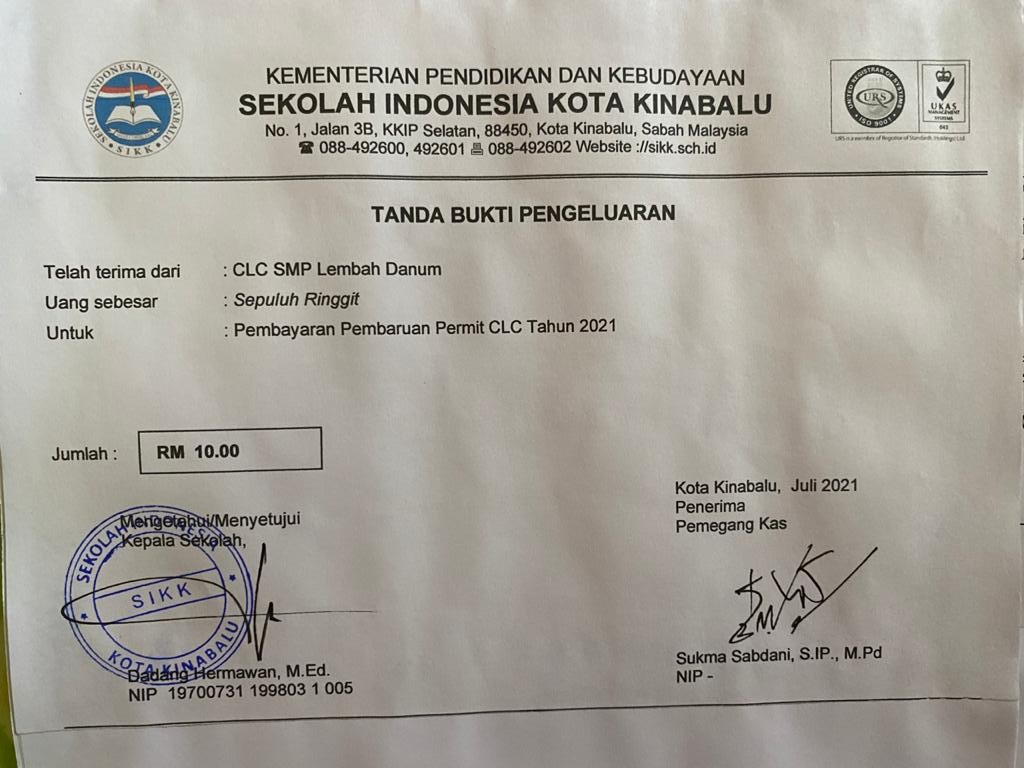 SEKOLAH INDONESIA KOTA KINABALU
S I K K
KEMENTERIAN PENDIDIKAN DAN KEBUDAYAAN
SEKOLAH INDONESIA KOTA KINABALU
No. 1, Jalan 3B, KKIP Selatan, 88450, Kota Kinabalu, Sabah Malaysia
☎ 088-492600, 492601 088-492602 Website ://sikk.sch.id
UNITED REGISTRAR OF SYSTEMS
URS
ISO 9001
UKAS
MANAGEMENT
SYSTEMS
043
URS is a member of Registrar of Standards (Holdings) Ltd.
TANDA BUKTI PENGELUARAN
Telah terima dari : CLC SMP Lembah Danum
Uang sebesar : Sepuluh Ringgit
Untuk : Pembayaran Pembaruan Permit CLC Tahun 2021
Jumlah : RM 10.00
Kota Kinabalu, Juli 2021
Penerima
Pemegang Kas
Mengetahui/Menyetujui
Kepala Sekolah,
SEKOLAH INDONESIA
SIKK
KOTA KINABALU
Dadang Hermawan, M.Ed.
NIP 19700731 199803 1 005
Sukma Sabdani, S.IP., M.Pd
NIP -